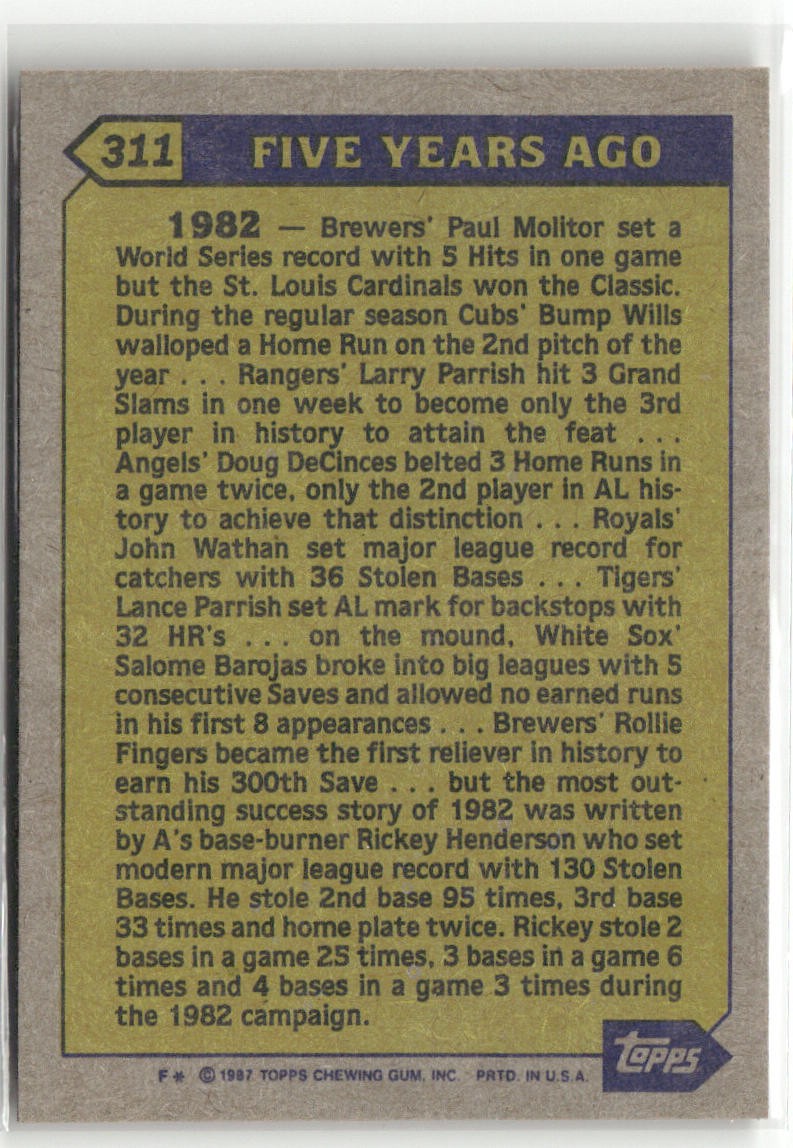 311 FIVE YEARS AGO
1982 — Brewers' Paul Molitor set a
World Series record with 5 Hits in one game
but the St. Louis Cardinals won the Classic.
During the regular season Cubs' Bump Wills
walloped a Home Run on the 2nd pitch of the
year . . . Rangers' Larry Parrish hit 3 Grand
Slams in one week to become only the 3rd
player in history to attain the feat . . .
Angels' Doug DeCinces belted 3 Home Runs in
a game twice, only the 2nd player in AL his-
tory to achieve that distinction . . . Royals'
John Wathan set major league record for
catchers with 36 Stolen Bases . . . Tigers'
Lance Parrish set AL mark for backstops with
32 HR's . . . on the mound, White Sox'
Salome Barojas broke into big leagues with 5
consecutive Saves and allowed no earned runs
in his first 8 appearances . . . Brewers' Rollie
Fingers became the first reliever in history to
earn his 300th Save . . . but the most out-
standing success story of 1982 was written
by A's base-burner Rickey Henderson who set
modern major league record with 130 Stolen
Bases. He stole 2nd base 95 times, 3rd base
33 times and home plate twice. Rickey stole 2
bases in a game 25 times, 3 bases in a game 6
times and 4 bases in a game 3 times during
the 1982 campaign.
topps
F* © 1987 TOPPS CHEWING GUM, INC. PRTD. IN U.S.A.